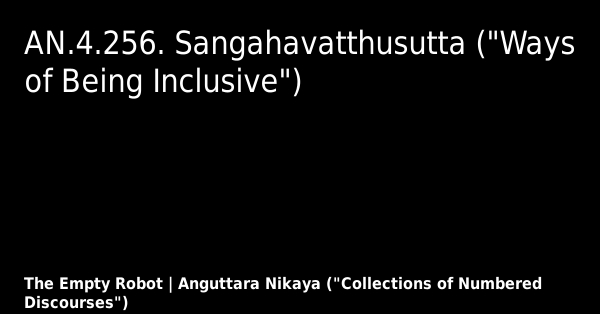 AN.4.256. Sangahavatthusutta ("Ways
of Being Inclusive")
The Empty Robot | Anguttara Nikaya ("Collections of Numbered
Discourses")